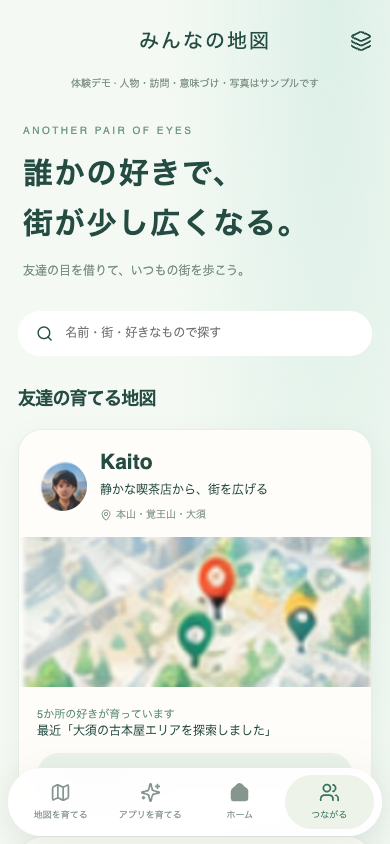 みんなの地図
体験デモ · 人物・訪問・意味づけ・写真はサンプルです
ANOTHER PAIR OF EYES
誰かの好きで、
街が少し広くなる。
友達の目を借りて、いつもの街を歩こう。
名前・街・好きなもので探す
友達の育てる地図
Kaito
静かな喫茶店から、街を広げる
本山・覚王山・大須
5か所の好きが育っています
最近「大須の古本屋エリアを探索しました」
地図を育てる
アプリを育てる
ホーム
つながる